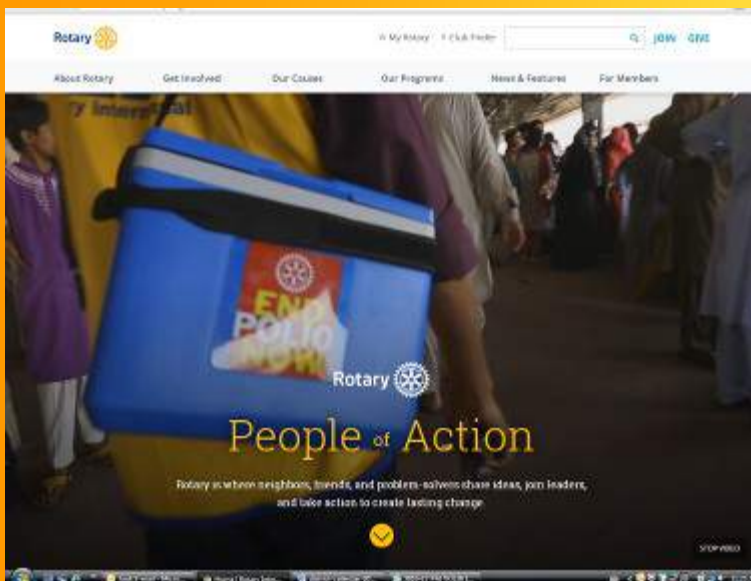 Rotary
My Rotary Club Finder
JOIN GIVE
About Rotary Get Involved Our Causes Our Programs News & Features For Members
END
POLIO
NOW
Rotary
People of Action
Rotary is where neighbors, friends, and problem-solvers share ideas, join leaders,
and take action to create lasting change
STOP VIDEO